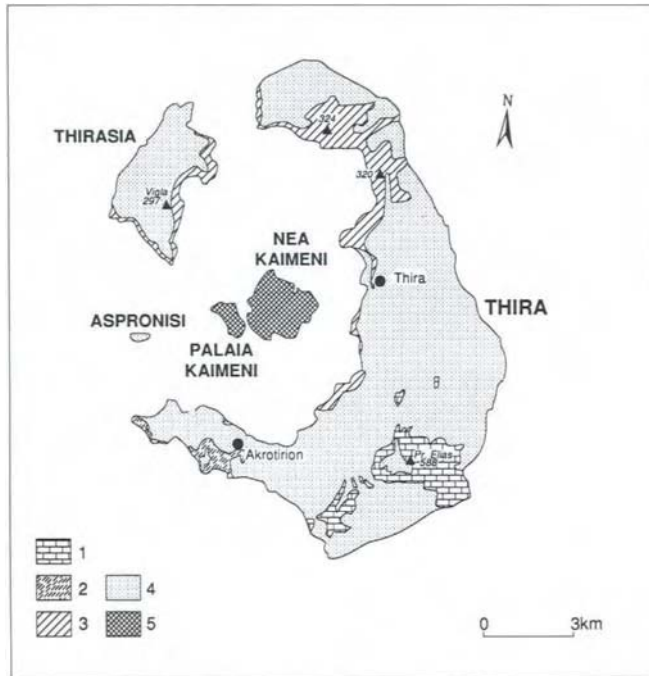 N
324
THIRASIA
320
Vigla
297
NEA
KAIMENI
Thira
THIRA
ASPRONISI
PALAIA
KAIMENI
Akrotirion
Pr. Elias
588
1
2
4
3
5
0
3km